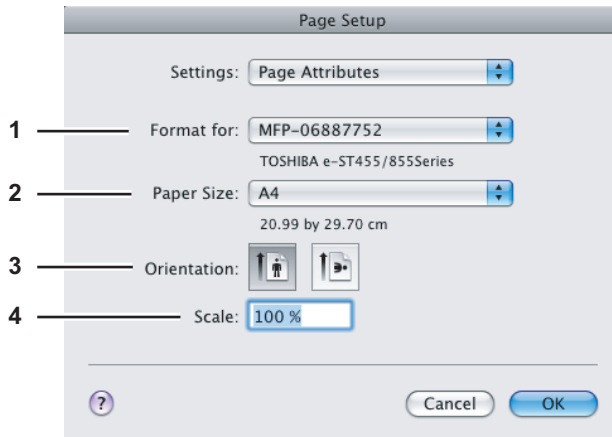 Page Setup
Settings: Page Attributes
1 Format for: MFP-06887752
TOSHIBA e-ST455/855Series
2 Paper Size: A4
20.99 by 29.70 cm
3 Orientation:
4 Scale: 100 %
? Cancel OK